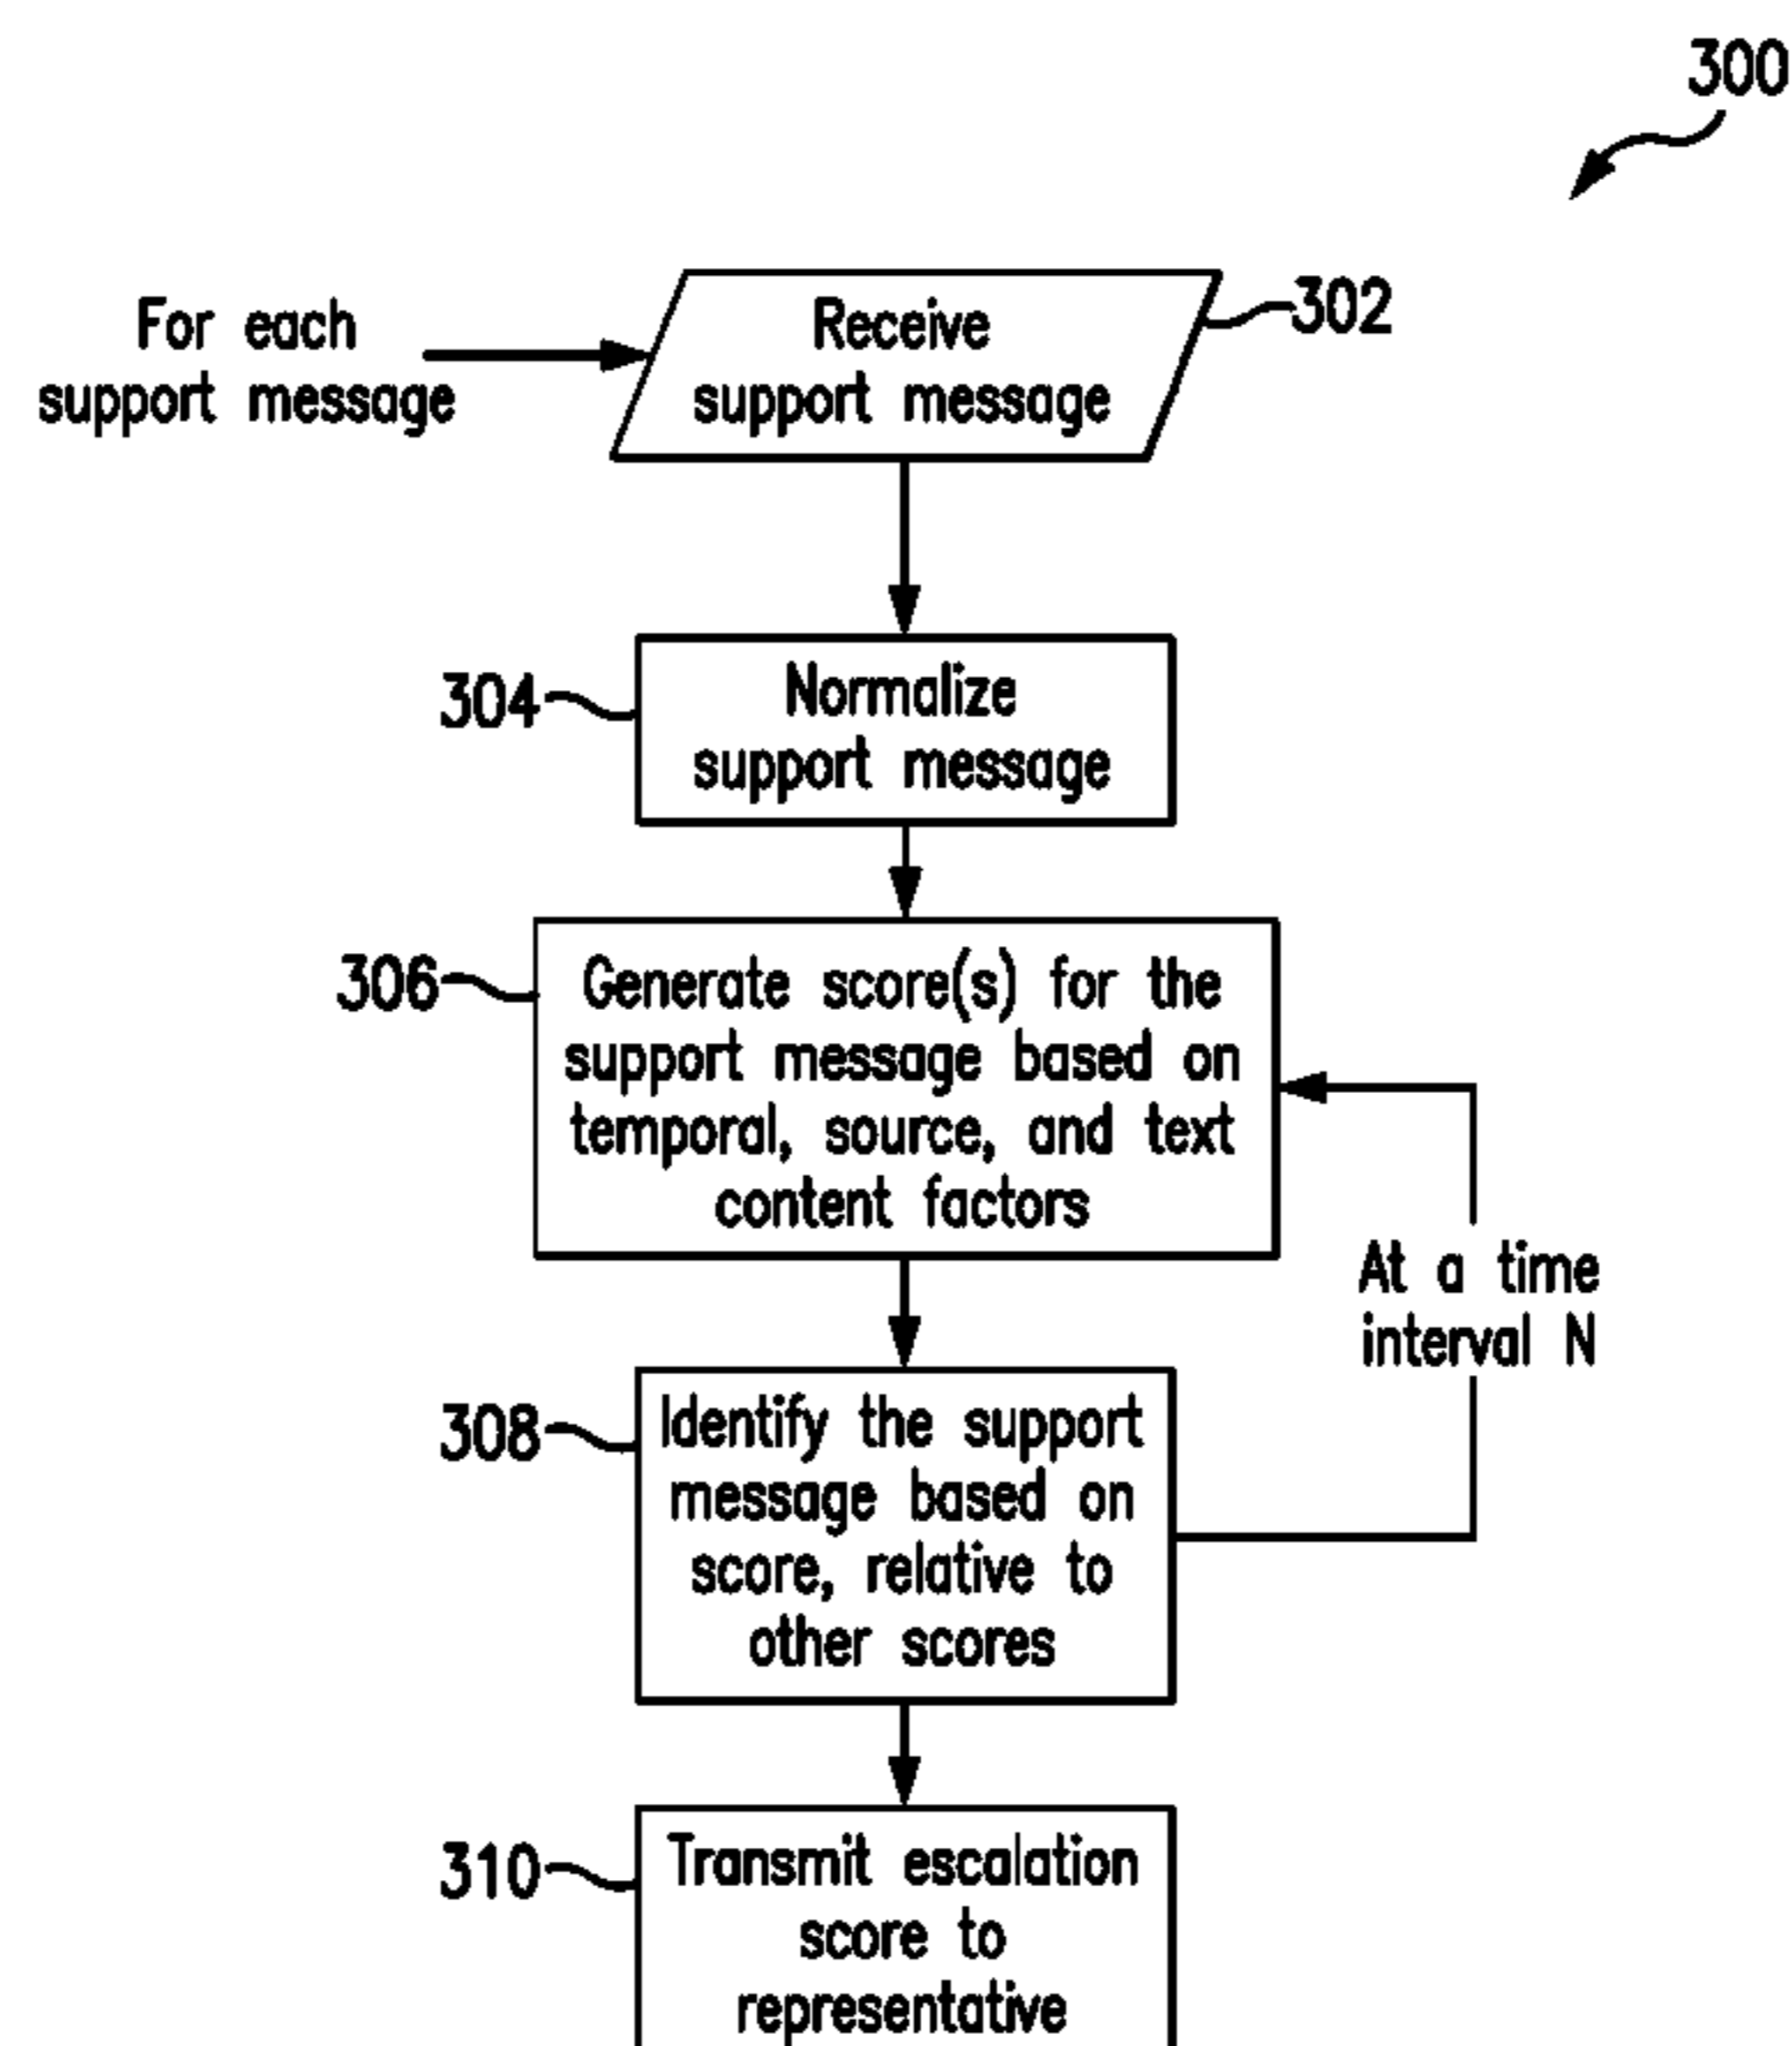 300
For each
support message
Receive
support message
302
304
Normalize
support message
306
Generate score(s) for the
support message based on
temporal, source, and text
content factors
At a time
interval N
308
Identify the support
message based on
score, relative to
other scores
310
Transmit escalation
score to
representative